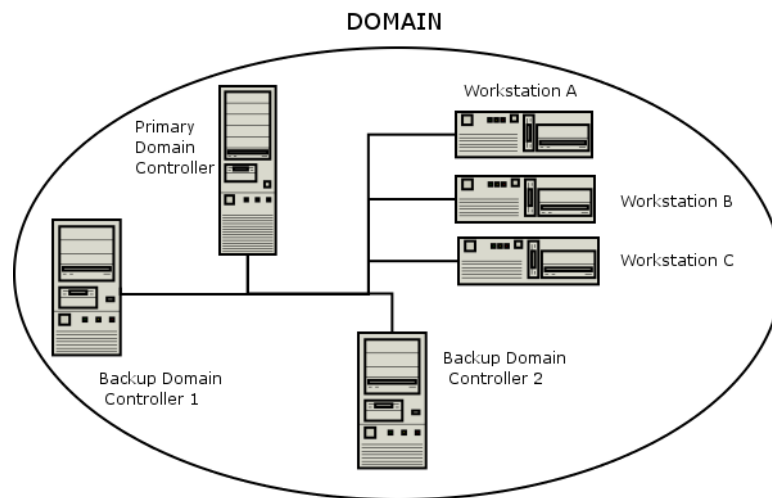 DOMAIN
Workstation A
Primary
Domain
Controller
Workstation B
Workstation C
Backup Domain
Controller 1
Backup Domain
Controller 2